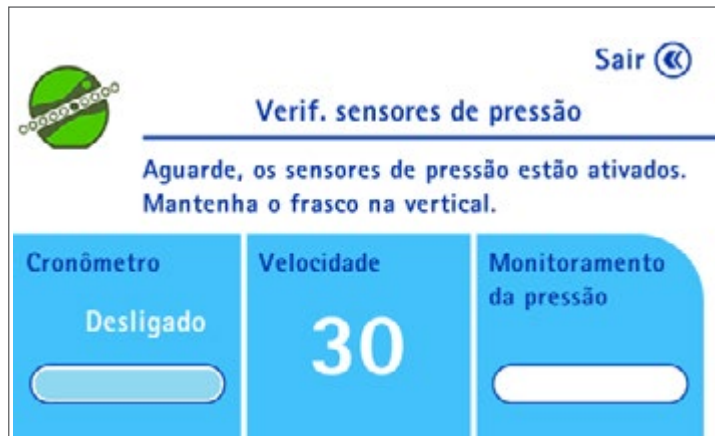 Sair
Verif. sensores de pressão
Aguarde, os sensores de pressão estão ativados.
Mantenha o frasco na vertical.
Cronômetro
Desligado
Velocidade
30
Monitoramento
da pressão